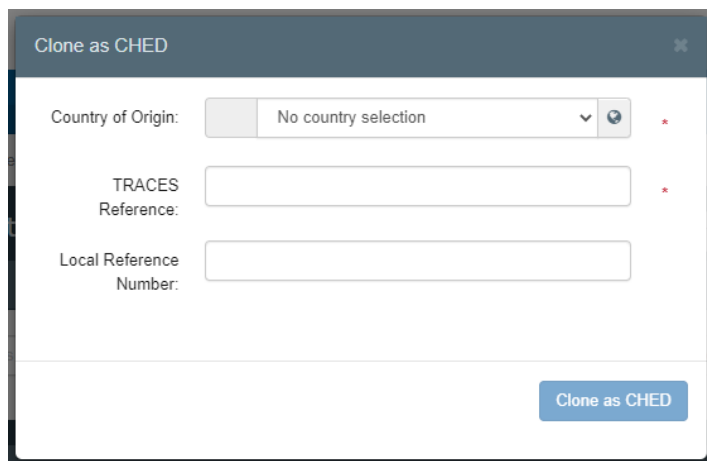 Clone as CHED
Country of Origin:
No country selection
*
TRACES
Reference:
*
Local Reference
Number:
Clone as CHED